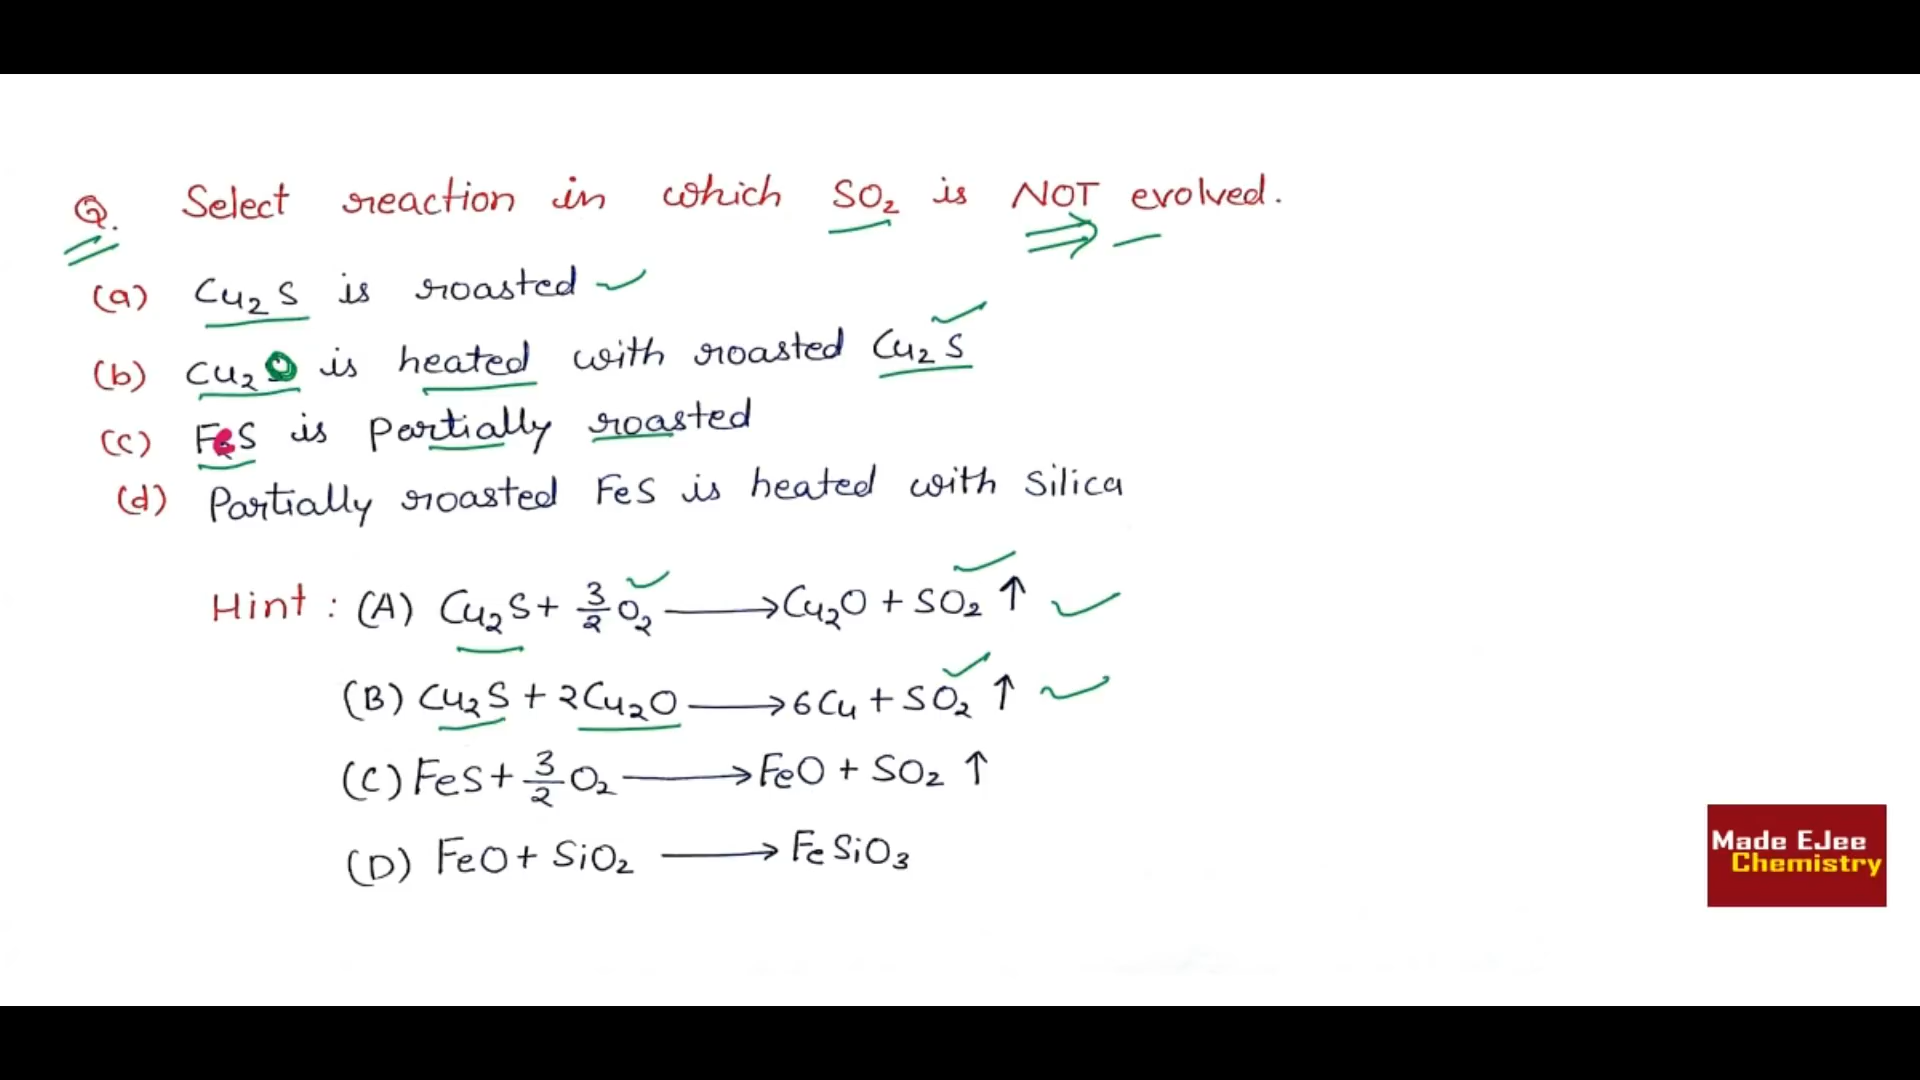 Q. Select reaction in which SO₂ is NOT evolved.
(a) Cu₂S is roasted
(b) Cu₂O is heated with roasted Cu₂S
(c) FeS is Partially roasted
(d) Partially roasted FeS is heated with Silica
Hint : (A) Cu₂S + 3/2 O₂ ⟶ Cu₂O + SO₂ ↑
(B) Cu₂S + 2Cu₂O ⟶ 6Cu + SO₂ ↑
(C) FeS + 3/2 O₂ ⟶ FeO + SO₂ ↑
(D) FeO + SiO₂ ⟶ FeSiO₃
Made EJee
Chemistry